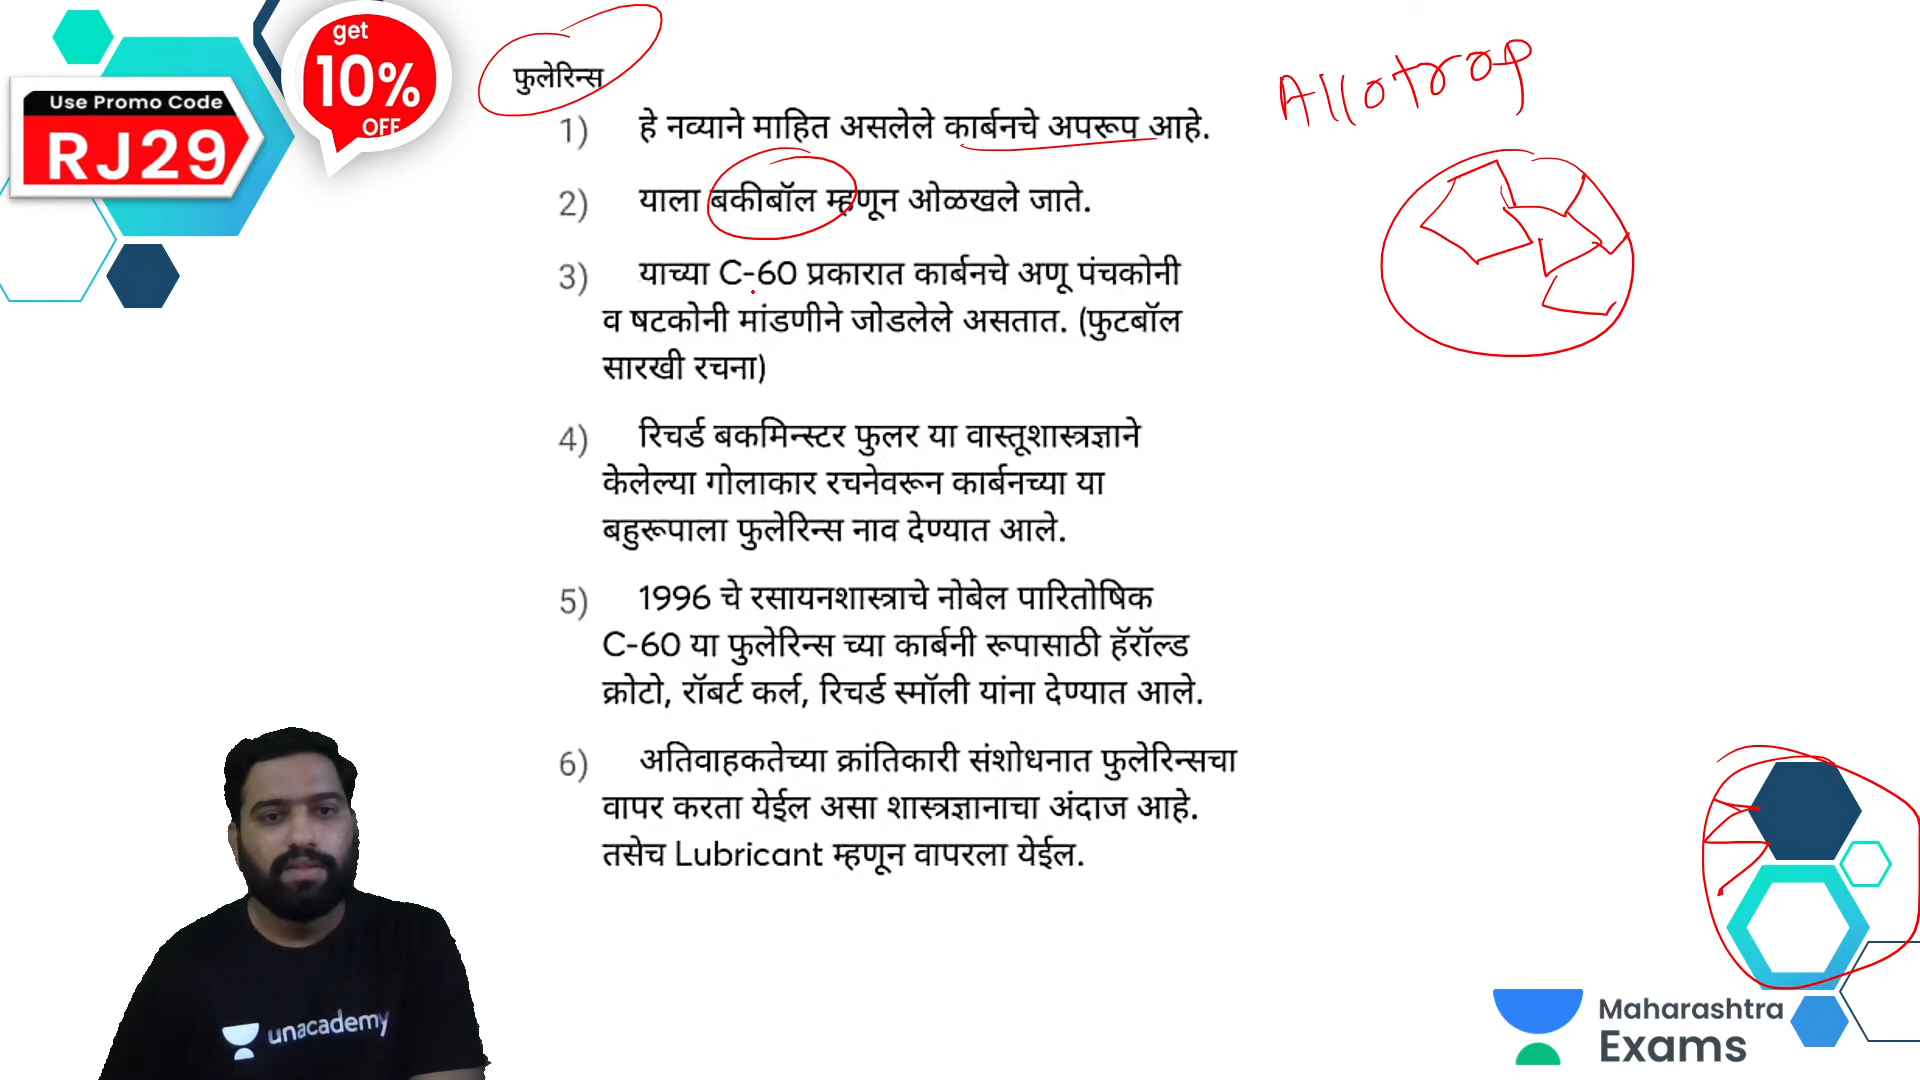 get
10%
OFF
Use Promo Code
RJ29
फुलेरिन्स
Allotrop
1) हे नव्याने माहित असलेले कार्बनचे अपरूप आहे.
2) याला बकीबॉल म्हणून ओळखले जाते.
3) याच्या C-60 प्रकारात कार्बनचे अणू पंचकोनी
व षटकोनी मांडणीने जोडलेले असतात. (फुटबॉल
सारखी रचना)
4) रिचर्ड बकमिन्स्टर फुलर या वास्तूशास्त्रज्ञाने
केलेल्या गोलाकार रचनेवरून कार्बनच्या या
बहुरूपाला फुलेरिन्स नाव देण्यात आले.
5) 1996 चे रसायनशास्त्राचे नोबेल पारितोषिक
C-60 या फुलेरिन्स च्या कार्बनी रूपासाठी हॅरॉल्ड
क्रोटो, रॉबर्ट कर्ल, रिचर्ड स्मॉली यांना देण्यात आले.
6) अतिवाहकतेच्या क्रांतिकारी संशोधनात फुलेरिन्सचा
वापर करता येईल असा शास्त्रज्ञानाचा अंदाज आहे.
तसेच Lubricant म्हणून वापरला येईल.
unacademy
Maharashtra
Exams